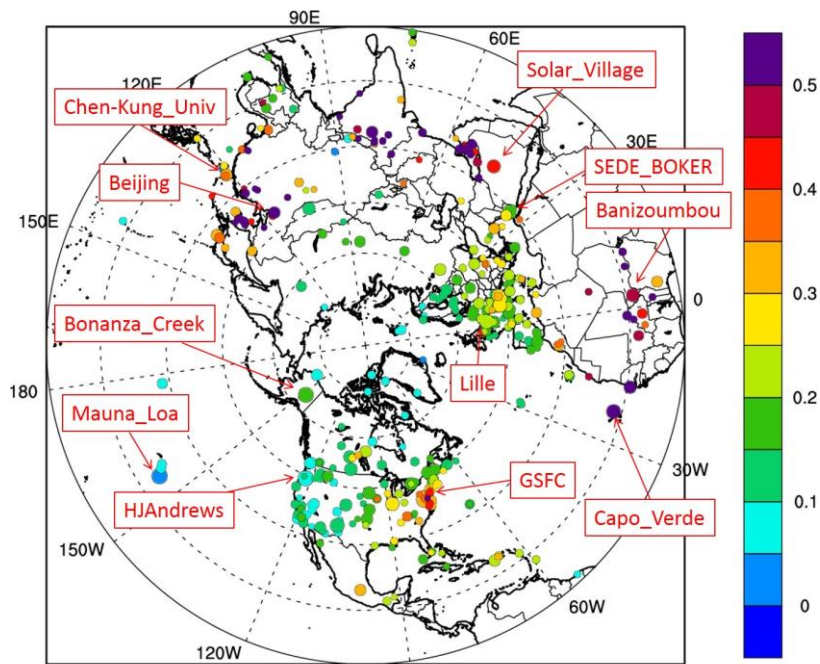 90E
60E
120E
Solar_Village
Chen-Kung_Univ
0.5
30E
SEDE_BOKER
Beijing
0.4
Banizoumbou
150E
0.3
0
Bonanza_Creek
180
Lille
0.2
Mauna_Loa
30W
GSFC
HJAndrews
0.1
Capo_Verde
150W
60W
0
120W